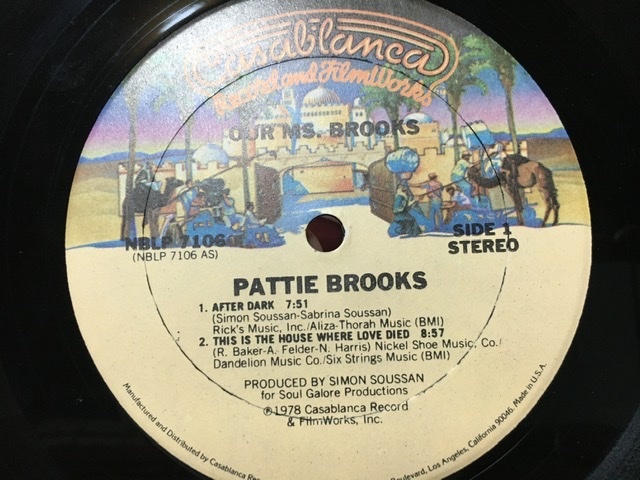 Casablanca
Record and FilmWorks
OUR MS. BROOKS
NBLP 7106
(NBLP 7106 AS)
SIDE 1
STEREO
PATTIE BROOKS
1. AFTER DARK 7:51
(Simon Soussan-Sabrina Soussan)
Rick's Music, Inc./Aliza-Thorah Music (BMI)
2. THIS IS THE HOUSE WHERE LOVE DIED 8:57
(R. Baker-A. Felder-N. Harris) Nickel Shoe Music, Co./
Dandelion Music Co./Six Strings Music (BMI)
PRODUCED BY SIMON SOUSSAN
for Soul Galore Productions
℗1978 Casablanca Record
& FilmWorks, Inc.
Manufactured and Distributed by Casablanca Boulevard, Los Angeles, California 90046. Made in U.S.A.